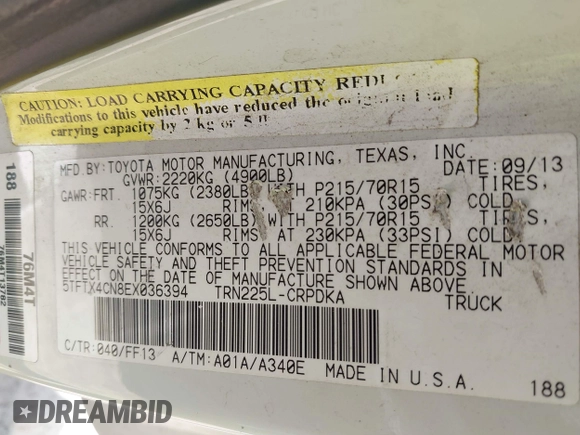 CAUTION: LOAD CARRYING CAPACITY
Modifications to this vehicle have reduced the original load
carrying capacity by 2 kg or 5
MFD.BY:TOYOTA MOTOR MANUFACTURING, TEXAS, INC.
GVWR:2220KG (4900LB) DATE: 09/13
GAWR:FRT. 1075KG (2380LB) WITH P215/70R15 TIRES,
15X6J RIMS 210KPA (30PSI) COLD
RR. 1200KG (2650LB) WITH P215/70R15 TIRES,
15X6J RIMS AT 230KPA (33PSI) COLD
THIS VEHICLE CONFORMS TO ALL APPLICABLE FEDERAL MOTOR
VEHICLE SAFETY, BUMPER, AND THEFT PREVENTION STANDARDS IN
EFFECT ON THE DATE OF MANUFACTURE SHOWN ABOVE.
5TFTX4CN8EX036394 TRN225L-CRPDKA TRUCK
C/TR:040/FF13 A/TM:A01A/A340E MADE IN U.S.A. 188
188
76M4T
DREAMBID